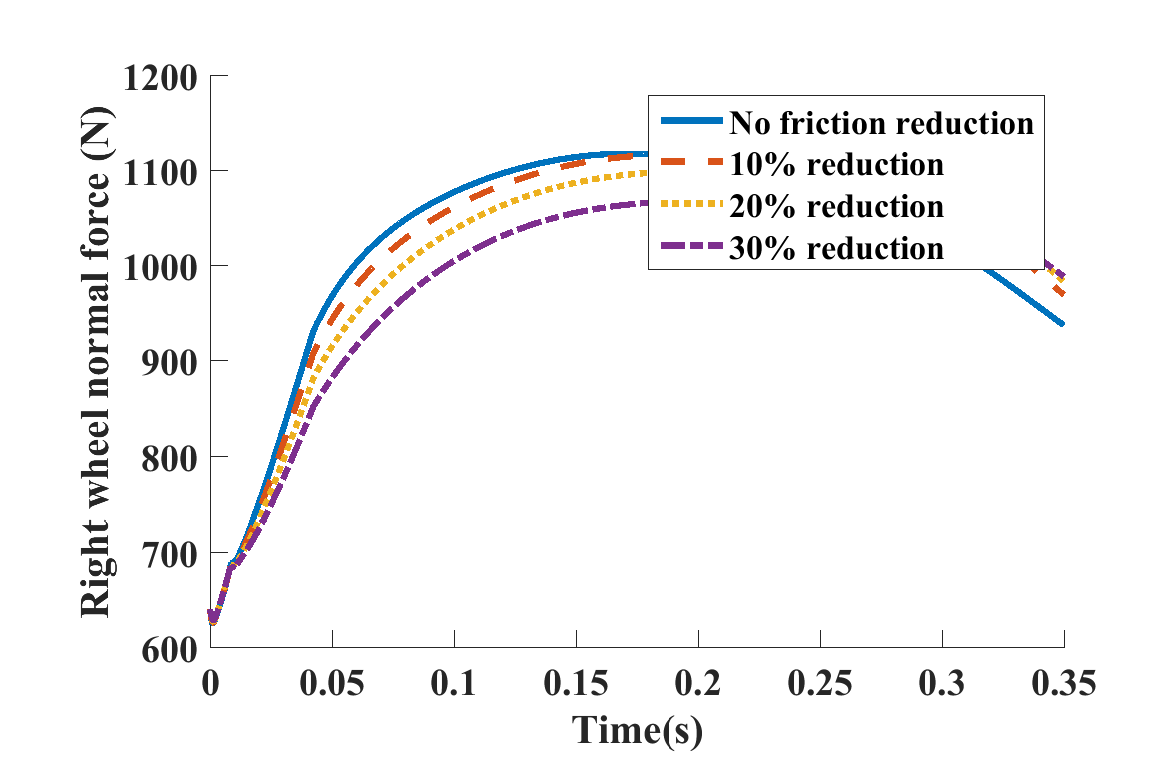 Right wheel normal force (N)
1200
1100
1000
900
800
700
600
No friction reduction
10% reduction
20% reduction
30% reduction
0 0.05 0.1 0.15 0.2 0.25 0.3 0.35
Time(s)